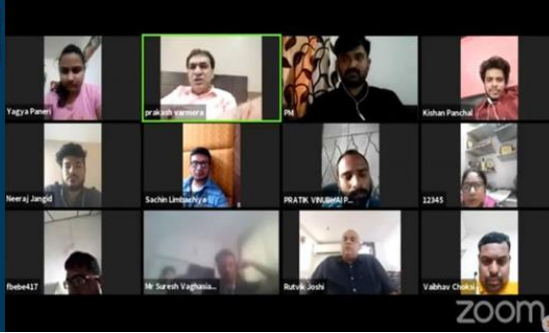 Yagya Paneri
prakash varmora
PM
Kishan Panchal
Neeraj Jangid
Sachin Limbachiya
PRATIK VINUBHAI P...
12345
fbebe417
Mr Suresh Vaghasia...
Rutvik Joshi
Vaibhav Choksi
zoom